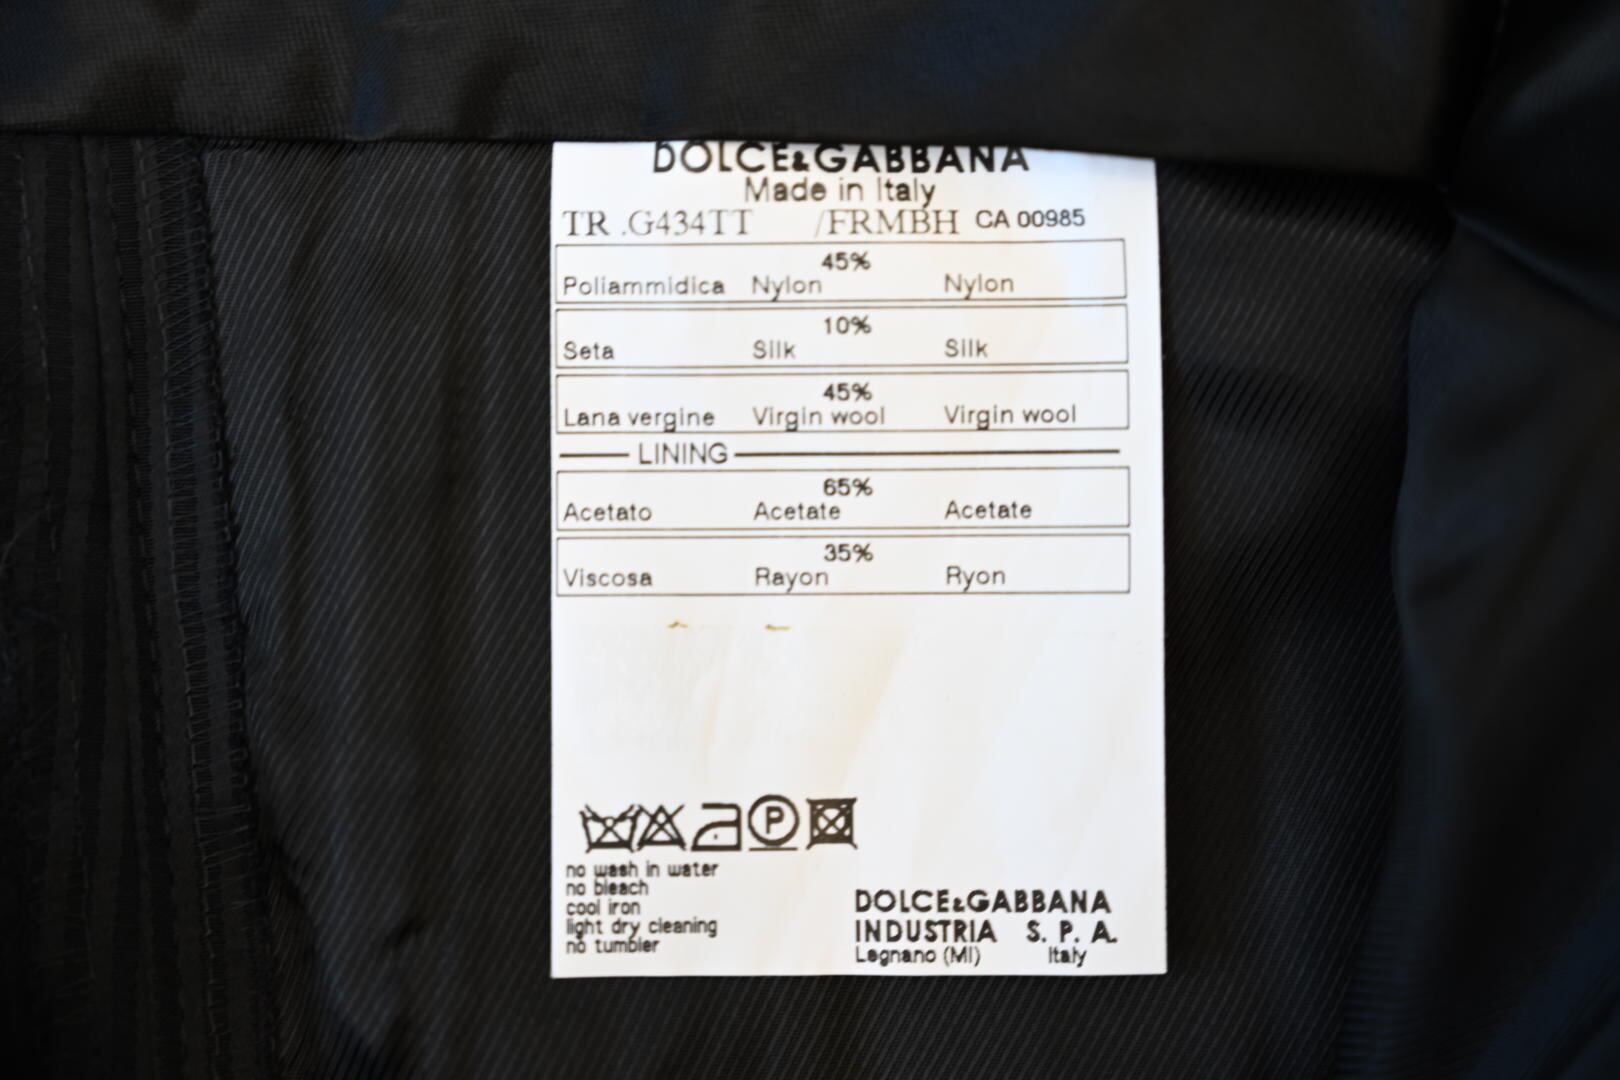 DOLCE&GABBANA
Made in Italy
TR .G434TT /FRMBH CA 00985
45%
Poliammidica Nylon Nylon
10%
Seta Silk Silk
45%
Lana vergine Virgin wool Virgin wool
LINING
65%
Acetato Acetate Acetate
35%
Viscosa Rayon Ryon
P
no wash in water
no bleach
cool iron
light dry cleaning
no tumbler
DOLCE&GABBANA
INDUSTRIA S. P. A.
Legnano (MI) Italy